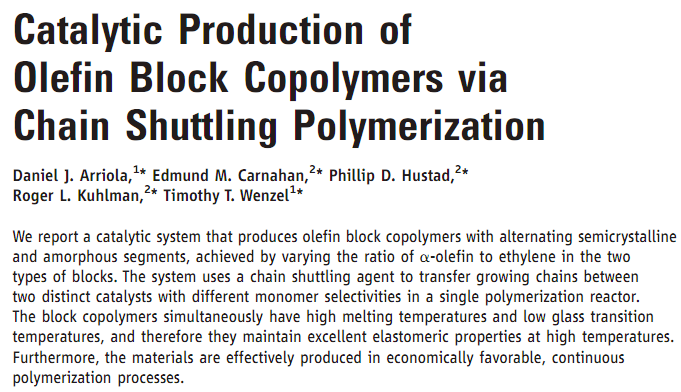 Catalytic Production of
Olefin Block Copolymers via
Chain Shuttling Polymerization
Daniel J. Arriola,1* Edmund M. Carnahan,2* Phillip D. Hustad,2*
Roger L. Kuhlman,2* Timothy T. Wenzel1*
We report a catalytic system that produces olefin block copolymers with alternating semicrystalline
and amorphous segments, achieved by varying the ratio of α-olefin to ethylene in the two
types of blocks. The system uses a chain shuttling agent to transfer growing chains between
two distinct catalysts with different monomer selectivities in a single polymerization reactor.
The block copolymers simultaneously have high melting temperatures and low glass transition
temperatures, and therefore they maintain excellent elastomeric properties at high temperatures.
Furthermore, the materials are effectively produced in economically favorable, continuous
polymerization processes.